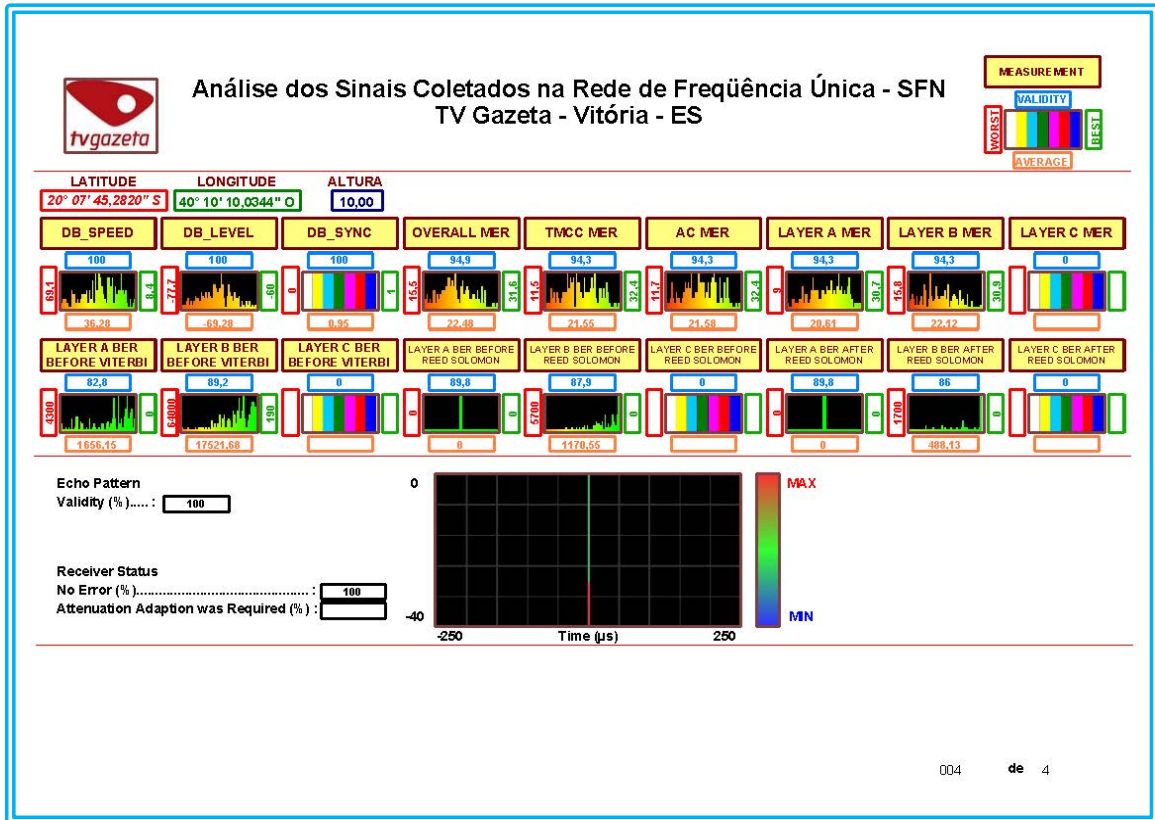 tvgazeta
Análise dos Sinais Coletados na Rede de Freqüência Única - SFN
TV Gazeta - Vitória - ES
MEASUREMENT
VALIDITY
WORST
BEST
AVERAGE
LATITUDE LONGITUDE ALTURA
20° 07' 45,2820" S 40° 10' 10,0344" O 10,00
DB_SPEED DB_LEVEL DB_SYNC OVERALL MER TMCC MER AC MER LAYER A MER LAYER B MER LAYER C MER
100 100 100 94,9 94,3 94,3 94,3 94,3 0
69,1 8,4 -77,7 -60 0 1 15,5 31,6 11,5 32,4 11,7 32,4 9 30,7 15,8 30,9
36,28 -69,28 0,95 22,48 21,55 21,58 20,61 22,12
LAYER A BER BEFORE VITERBI
LAYER B BER BEFORE VITERBI
LAYER C BER BEFORE VITERBI
LAYER A BER BEFORE REED SOLOMON
LAYER B BER BEFORE REED SOLOMON
LAYER C BER BEFORE REED SOLOMON
LAYER A BER AFTER REED SOLOMON
LAYER B BER AFTER REED SOLOMON
LAYER C BER AFTER REED SOLOMON
82,8 89,2 0 89,8 87,9 0 89,8 86 0
4300 0 64000 190 0 0 5700 0 0 0 1700 0
1656,15 17521,68 0 1170,55 0 488,13
Echo Pattern
Validity (%)..... : 100
Receiver Status
No Error (%)............................................ : 100
Attenuation Adaption was Required (%) :
0
-40
-250 Time (µs) 250
MAX
MIN
004 de 4